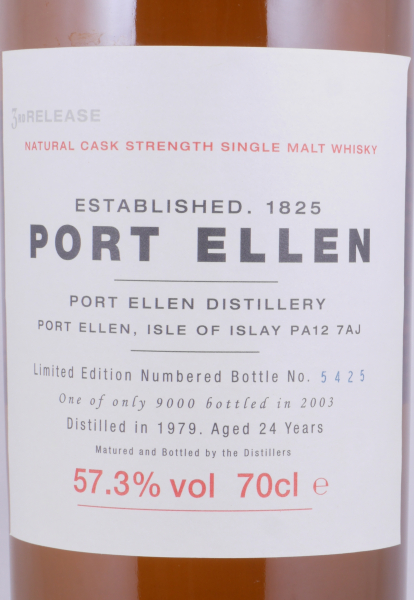 3RD RELEASE
NATURAL CASK STRENGTH SINGLE MALT WHISKY
ESTABLISHED. 1825
PORT ELLEN
PORT ELLEN DISTILLERY
PORT ELLEN, ISLE OF ISLAY PA12 7AJ
Limited Edition Numbered Bottle No. 5425
One of only 9000 bottled in 2003
Distilled in 1979. Aged 24 Years
Matured and Bottled by the Distillers
57.3% vol 70cl e